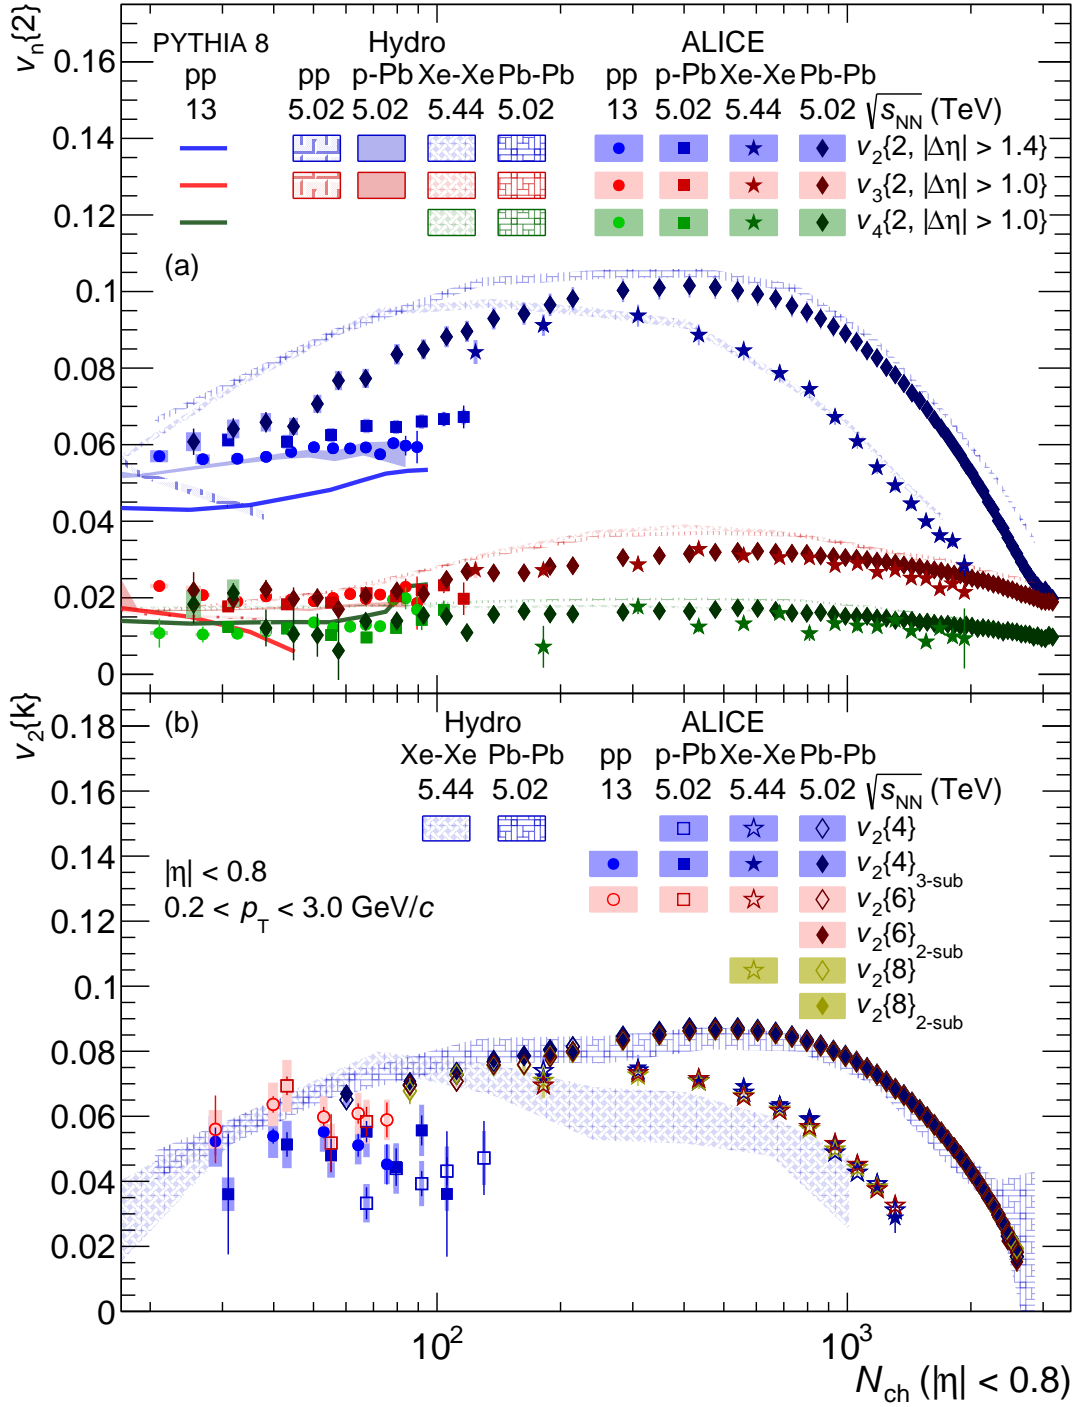 v_n{2}
0.16
0.14
0.12
0.1
0.08
0.06
0.04
0.02
0
PYTHIA 8 Hydro ALICE
pp pp p-Pb Xe-Xe Pb-Pb pp p-Pb Xe-Xe Pb-Pb
13 5.02 5.02 5.44 5.02 13 5.02 5.44 5.02 √s_NN (TeV)
v_2{2, |Δη| > 1.4}
v_3{2, |Δη| > 1.0}
v_4{2, |Δη| > 1.0}
(a)
v_2{k}
0.18
0.16
0.14
0.12
0.1
0.08
0.06
0.04
0.02
0
(b) Hydro ALICE
Xe-Xe Pb-Pb pp p-Pb Xe-Xe Pb-Pb
5.44 5.02 13 5.02 5.44 5.02 √s_NN (TeV)
v_2{4}
v_2{4}_3-sub
v_2{6}
v_2{6}_2-sub
v_2{8}
v_2{8}_2-sub
|η| < 0.8
0.2 < p_T < 3.0 GeV/c
10^2 10^3
N_ch (|η| < 0.8)